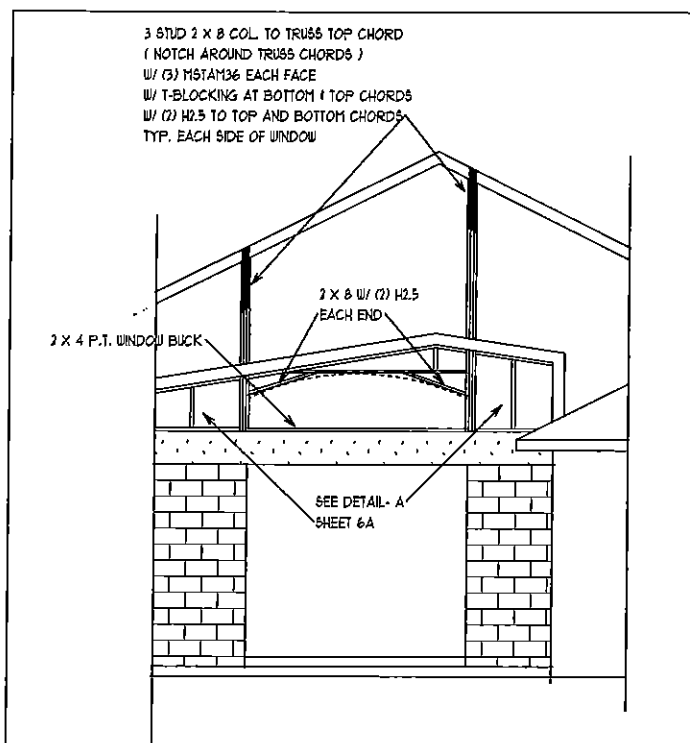 3 STUD 2 X 8 COL. TO TRUSS TOP CHORD
( NOTCH AROUND TRUSS CHORDS )
W/ (3) MSTAM36 EACH FACE
W/ T-BLOCKING AT BOTTOM & TOP CHORDS
W/ (2) H2.5 TO TOP AND BOTTOM CHORDS
TYP. EACH SIDE OF WINDOW
2 X 8 W/ (2) H2.5
EACH END
2 X 4 P.T. WINDOW BUCK
SEE DETAIL- A
SHEET 6A